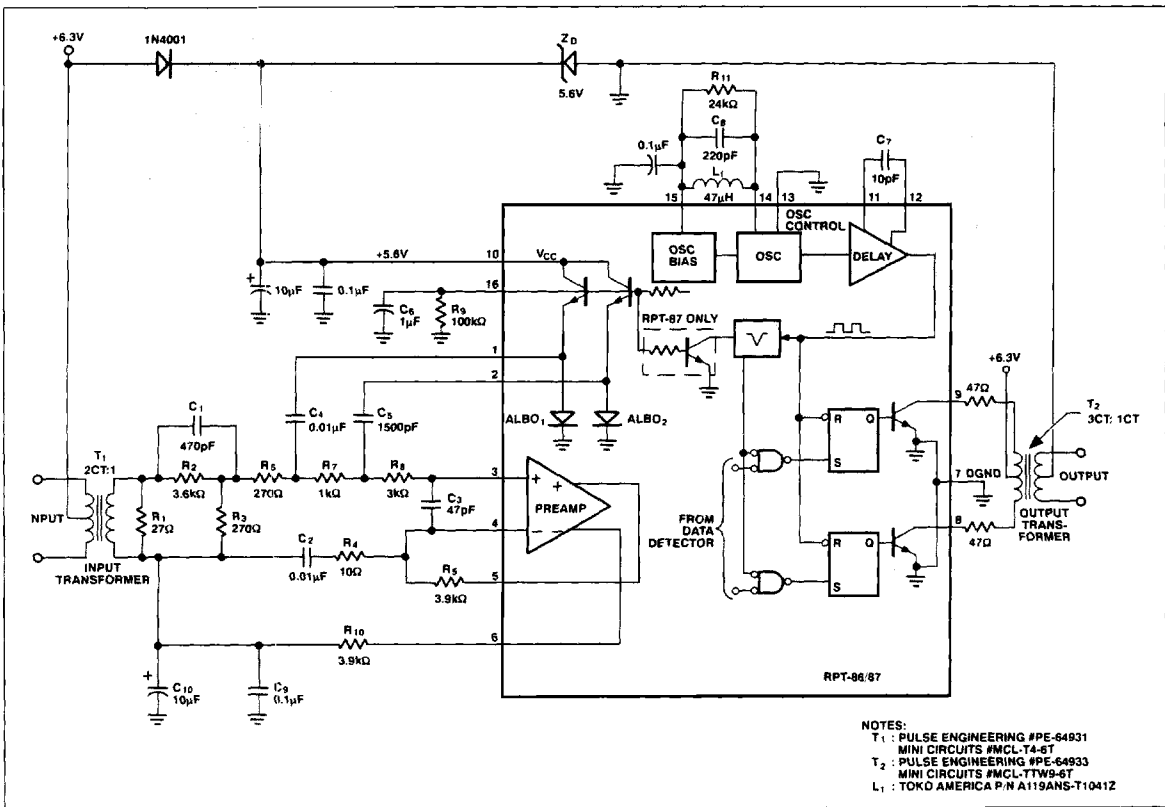 +6.3V
1N4001
ZD
5.6V
R11
24kΩ
C8
220pF
L1
47µH
0.1µF
C7
10pF
15
14
13
11
12
OSC
CONTROL
OSC
BIAS
OSC
DELAY
+5.6V
10
VCC
10µF
0.1µF
16
C6
1µF
R9
100kΩ
RPT-87 ONLY
1
2
+6.3V
C4
0.01µF
C5
1500pF
ALBO1
ALBO2
9
47Ω
T2
3CT: 1CT
R
Q
S
7 DGND
OUTPUT
C1
470pF
T1
2CT:1
R2
3.6kΩ
R6
270Ω
R7
1kΩ
R8
3kΩ
3
NPUT
R1
27Ω
R3
270Ω
C3
47pF
PREAMP
FROM
DATA
DETECTOR
8
47Ω
OUTPUT
TRANS-
FORMER
C2
0.01µF
R4
10Ω
4
R
Q
S
INPUT
TRANSFORMER
R5
3.9kΩ
5
R10
3.9kΩ
6
C10
10µF
C9
0.1µF
RPT-86/87
NOTES:
T1 : PULSE ENGINEERING #PE-64931
MINI CIRCUITS #MCL-T4-6T
T2 : PULSE ENGINEERING #PE-64933
MINI CIRCUITS #MCL-TTW9-6T
L1 : TOKO AMERICA P/N A119ANS-T1041Z